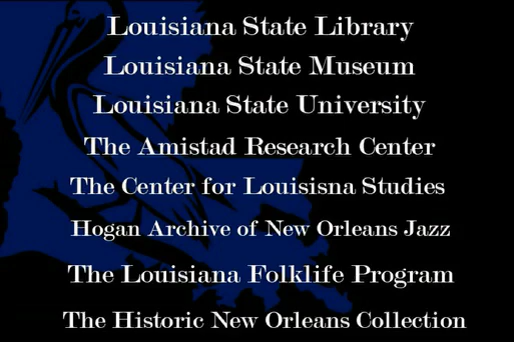 Louisiana State Library
Louisiana State Museum
Louisiana State University
The Amistad Research Center
The Center for Louisisna Studies
Hogan Archive of New Orleans Jazz
The Louisiana Folklife Program
The Historic New Orleans Collection